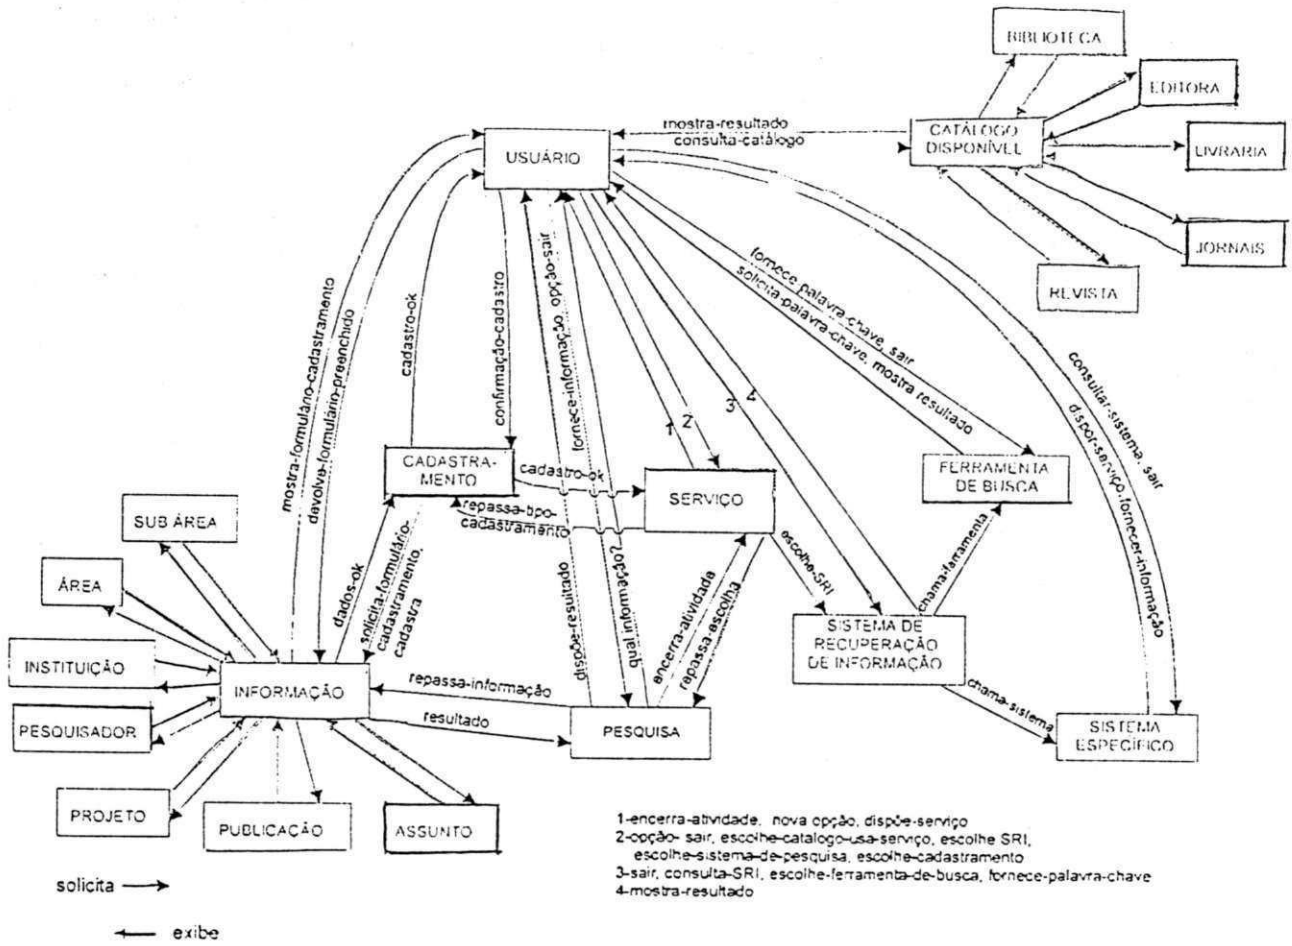 BIBLIOTECA
EDITORA
mostra-resultado
consulta-catálogo
CATÁLOGO
DISPONÍVEL
USUÁRIO
LIVRARIA
JORNAIS
REVISTA
mostra-formulário-cadastramento
davolve-formulário-preenchido
cadastro-ok
confirmação-cadastro
fornece-informação, opção-sair
fornece palavra-chave, sair
solicita-palavra-chave, mostra resultado
consultar-sistema, sair
dispor-serviço, fornecer-informação
1
2
3
4
CADASTRA-
MENTO
cadastro-ok
SERVIÇO
repassa-tipo-
cadastramento
FERRAMENTA
DE BUSCA
SUB ÁREA
ÁREA
dados-ok
solicita-formulário-
cadastramento,
cadastra
dispõe-resultado
qual informação?
encerra-atividade
repassa-escolha
escolhe-SRI
chama-farramenta
SISTEMA DE
RECUPERAÇÃO
DE INFORMAÇÃO
INSTITUIÇÃO
INFORMAÇÃO
repassa-informação
resultado
PESQUISADOR
PESQUISA
chama-sistema
SISTEMA
ESPECÍFICO
PROJETO
PUBLICAÇÃO
ASSUNTO
1-encerra-atividade, nova opção, dispõe-serviço
2-opção- sair, escolhe-catalogo-usa-serviço, escolhe SRI,
escolhe-sistema-de-pesquisa, escolhe-cadastramento
3-sair, consulta-SRI, escolhe-ferramenta-de-busca, fornece-palavra-chave
4-mostra-resultado
solicita
exibe